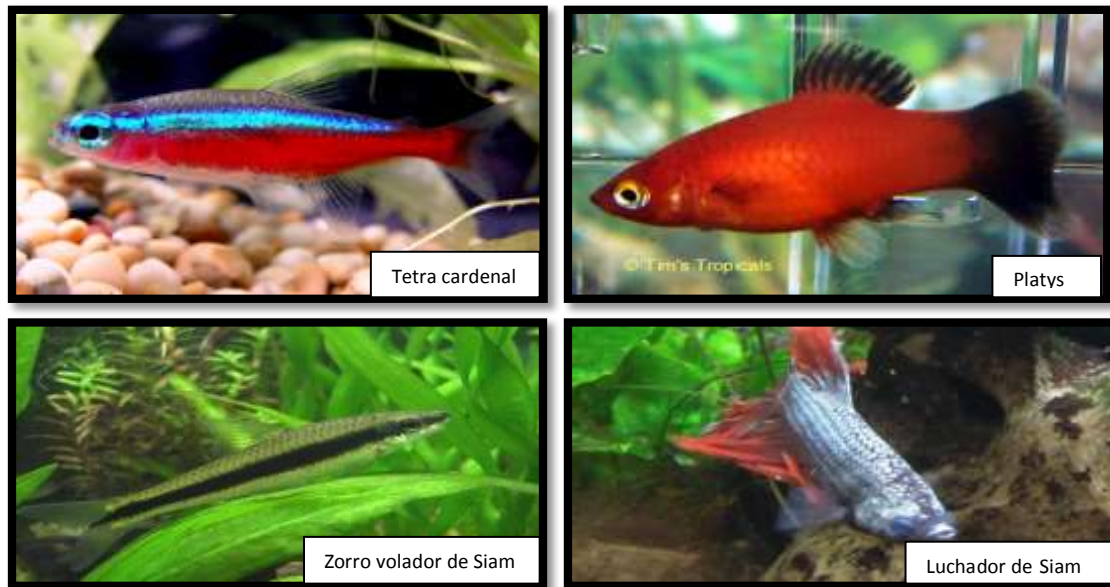 Tetra cardenal
© Tim's Tropicals
Platys
Zorro volador de Siam
Luchador de Siam